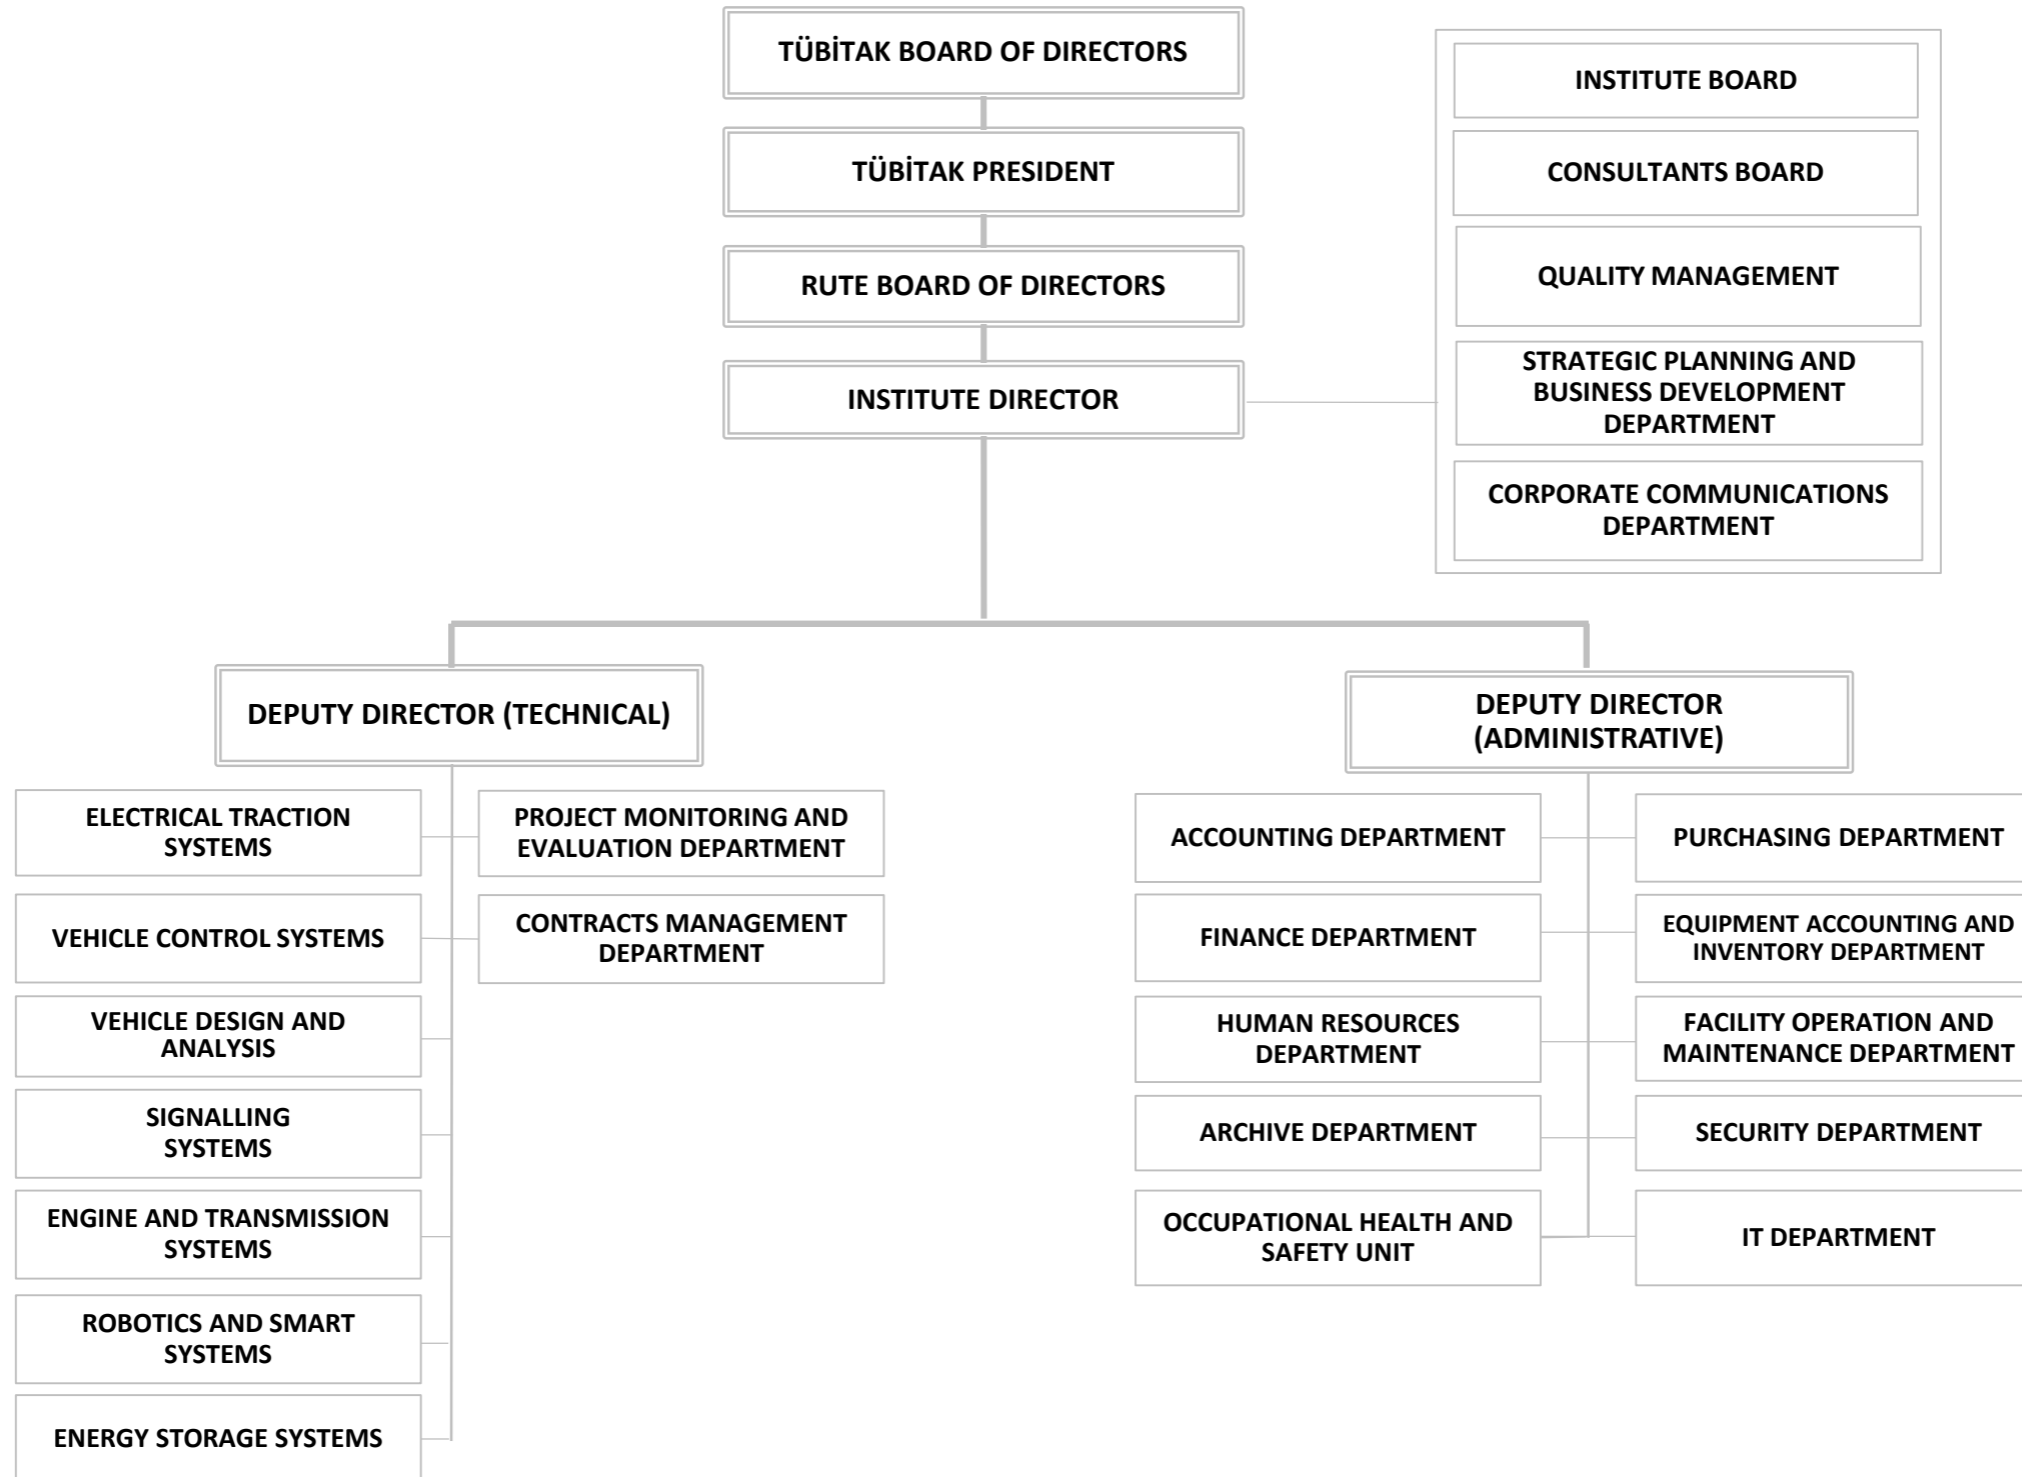 TÜBİTAK BOARD OF DIRECTORS
TÜBİTAK PRESIDENT
RUTE BOARD OF DIRECTORS
INSTITUTE DIRECTOR
INSTITUTE BOARD
CONSULTANTS BOARD
QUALITY MANAGEMENT
STRATEGIC PLANNING AND
BUSINESS DEVELOPMENT
DEPARTMENT
CORPORATE COMMUNICATIONS
DEPARTMENT
DEPUTY DIRECTOR (TECHNICAL)
ELECTRICAL TRACTION
SYSTEMS
VEHICLE CONTROL SYSTEMS
VEHICLE DESIGN AND
ANALYSIS
SIGNALLING
SYSTEMS
ENGINE AND TRANSMISSION
SYSTEMS
ROBOTICS AND SMART
SYSTEMS
ENERGY STORAGE SYSTEMS
PROJECT MONITORING AND
EVALUATION DEPARTMENT
CONTRACTS MANAGEMENT
DEPARTMENT
DEPUTY DIRECTOR
(ADMINISTRATIVE)
ACCOUNTING DEPARTMENT
FINANCE DEPARTMENT
HUMAN RESOURCES
DEPARTMENT
ARCHIVE DEPARTMENT
OCCUPATIONAL HEALTH AND
SAFETY UNIT
PURCHASING DEPARTMENT
EQUIPMENT ACCOUNTING AND
INVENTORY DEPARTMENT
FACILITY OPERATION AND
MAINTENANCE DEPARTMENT
SECURITY DEPARTMENT
IT DEPARTMENT